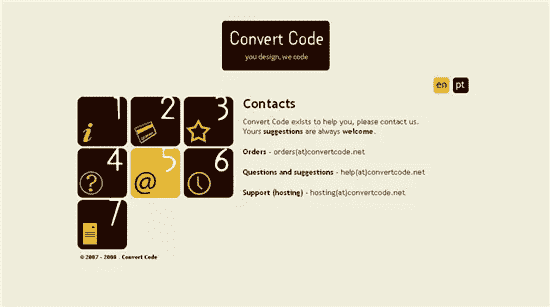 Convert Code
you design, we code
en pt
1 2 3
4 5 6
7
Contacts
Convert Code exists to help you, please contact us.
Yours suggestions are always welcome.
Orders - orders(at)convertcode.net
Questions and suggestions - help(at)convertcode.net
Support (hosting) - hosting(at)convertcode.net
© 2007 - 2008 . Convert Code